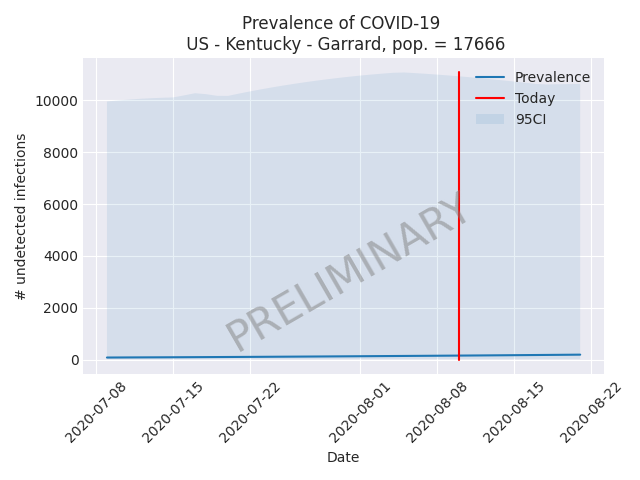 Prevalence of COVID-19
US - Kentucky - Garrard, pop. = 17666
Prevalence
Today
95CI
# undetected infections
10000
8000
6000
4000
2000
0
PRELIMINARY
2020-07-08
2020-07-15
2020-07-22
2020-08-01
2020-08-08
2020-08-15
2020-08-22
Date